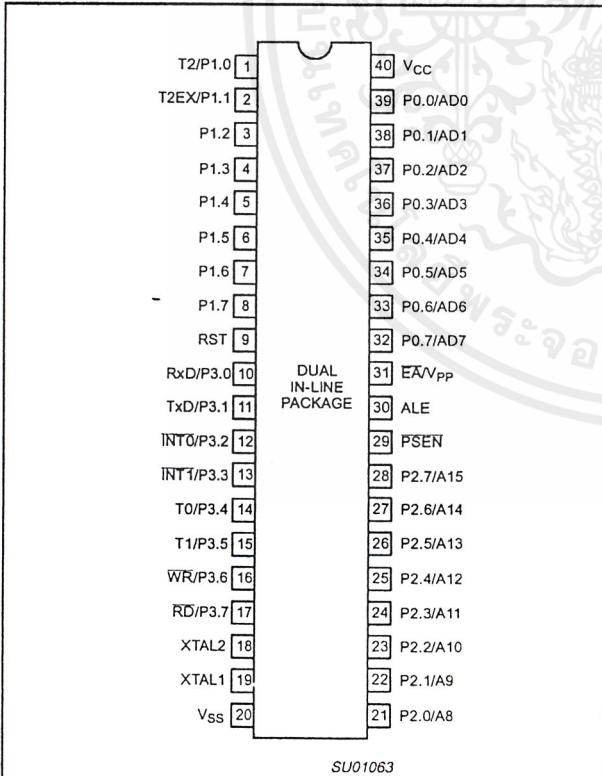 T2/P1.0 1
T2EX/P1.1 2
P1.2 3
P1.3 4
P1.4 5
P1.5 6
P1.6 7
P1.7 8
RST 9
RxD/P3.0 10
TxD/P3.1 11
INT0/P3.2 12
INT1/P3.3 13
T0/P3.4 14
T1/P3.5 15
WR/P3.6 16
RD/P3.7 17
XTAL2 18
XTAL1 19
VSS 20
DUAL
IN-LINE
PACKAGE
40 VCC
39 P0.0/AD0
38 P0.1/AD1
37 P0.2/AD2
36 P0.3/AD3
35 P0.4/AD4
34 P0.5/AD5
33 P0.6/AD6
32 P0.7/AD7
31 EA/VPP
30 ALE
29 PSEN
28 P2.7/A15
27 P2.6/A14
26 P2.5/A13
25 P2.4/A12
24 P2.3/A11
23 P2.2/A10
22 P2.1/A9
21 P2.0/A8
SU01063